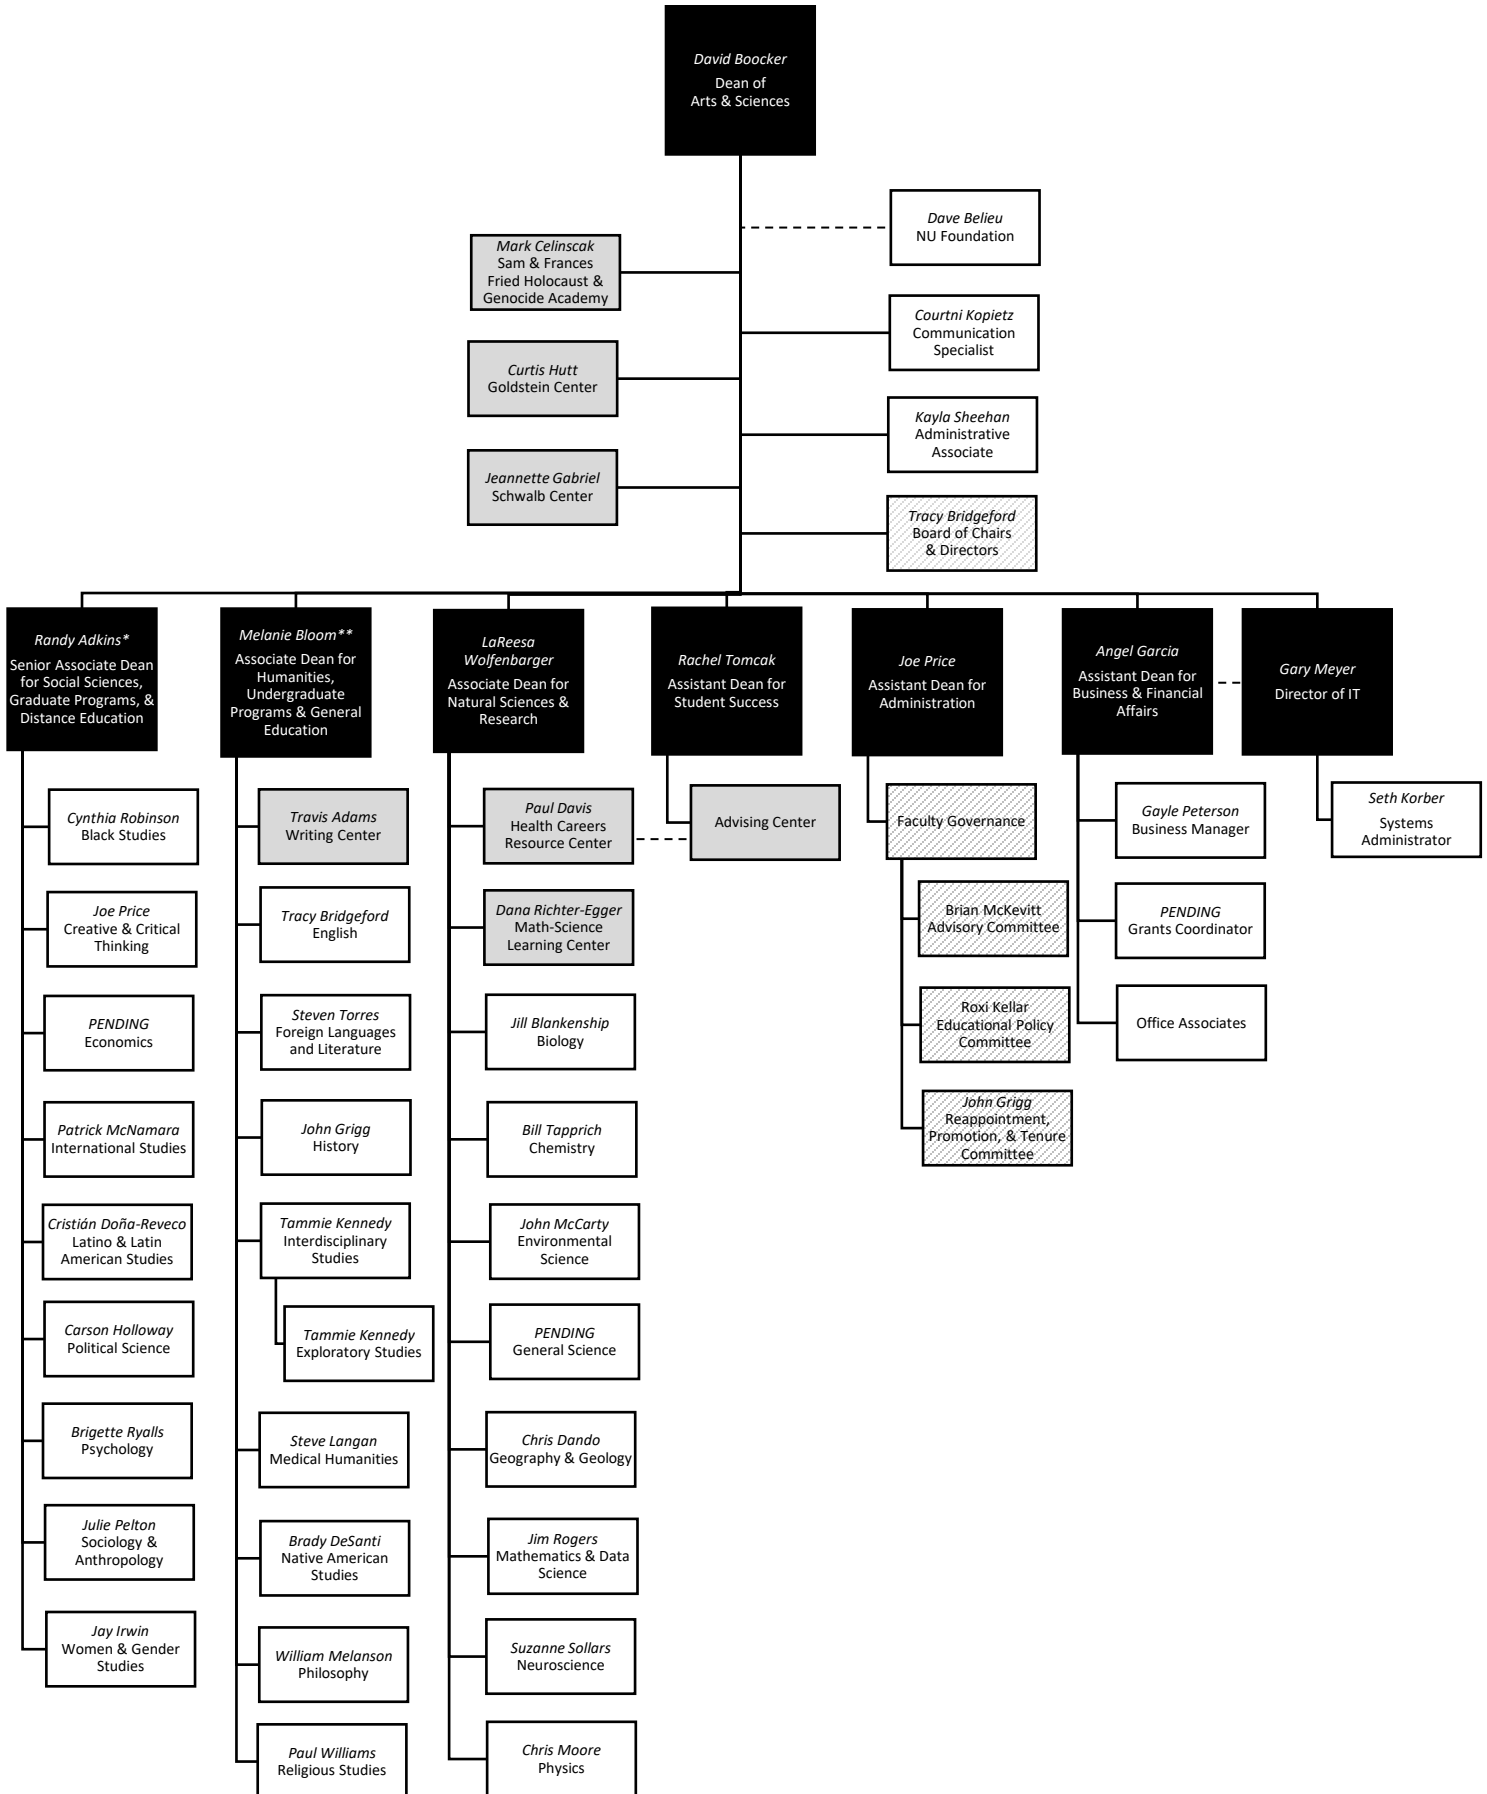 David Boocker
Dean of
Arts & Sciences
Dave Belieu
NU Foundation
Mark Celinscak
Sam & Frances
Fried Holocaust &
Genocide Academy
Courtni Kopietz
Communication
Specialist
Curtis Hutt
Goldstein Center
Kayla Sheehan
Administrative
Associate
Jeannette Gabriel
Schwalb Center
Tracy Bridgeford
Board of Chairs
& Directors
Randy Adkins*
Senior Associate Dean
for Social Sciences,
Graduate Programs, &
Distance Education
Melanie Bloom**
Associate Dean for
Humanities,
Undergraduate
Programs & General
Education
LaReesa
Wolfenbarger
Associate Dean for
Natural Sciences &
Research
Rachel Tomcak
Assistant Dean for
Student Success
Joe Price
Assistant Dean for
Administration
Angel Garcia
Assistant Dean for
Business & Financial
Affairs
Gary Meyer
Director of IT
Cynthia Robinson
Black Studies
Joe Price
Creative & Critical
Thinking
PENDING
Economics
Patrick McNamara
International Studies
Cristián Doña-Reveco
Latino & Latin
American Studies
Carson Holloway
Political Science
Brigette Ryalls
Psychology
Julie Pelton
Sociology &
Anthropology
Jay Irwin
Women & Gender
Studies
Travis Adams
Writing Center
Tracy Bridgeford
English
Steven Torres
Foreign Languages
and Literature
John Grigg
History
Tammie Kennedy
Interdisciplinary
Studies
Tammie Kennedy
Exploratory Studies
Steve Langan
Medical Humanities
Brady DeSanti
Native American
Studies
William Melanson
Philosophy
Paul Williams
Religious Studies
Paul Davis
Health Careers
Resource Center
Dana Richter-Egger
Math-Science
Learning Center
Jill Blankenship
Biology
Bill Tapprich
Chemistry
John McCarty
Environmental
Science
PENDING
General Science
Chris Dando
Geography & Geology
Jim Rogers
Mathematics & Data
Science
Suzanne Sollars
Neuroscience
Chris Moore
Physics
Advising Center
Faculty Governance
Brian McKevitt
Advisory Committee
Roxi Kellar
Educational Policy
Committee
John Grigg
Reappointment,
Promotion, & Tenure
Committee
Gayle Peterson
Business Manager
PENDING
Grants Coordinator
Office Associates
Seth Korber
Systems
Administrator